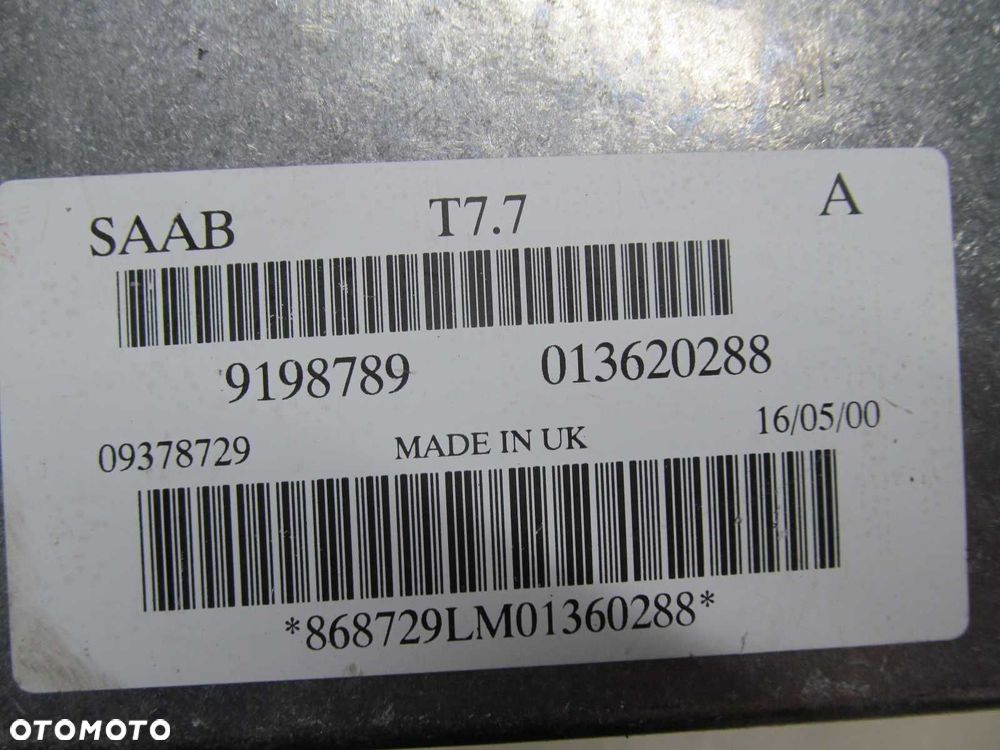 SAAB T7.7 A
9198789 013620288
09378729 MADE IN UK 16/05/00
*868729LM01360288*
OTOMOTO